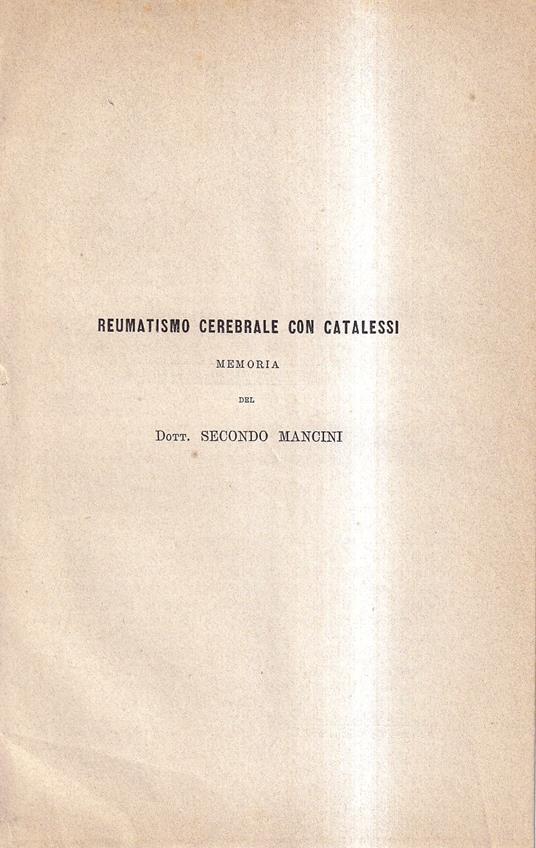 REUMATISMO CEREBRALE CON CATALESSI
MEMORIA
DEL
DOTT. SECONDO MANCINI